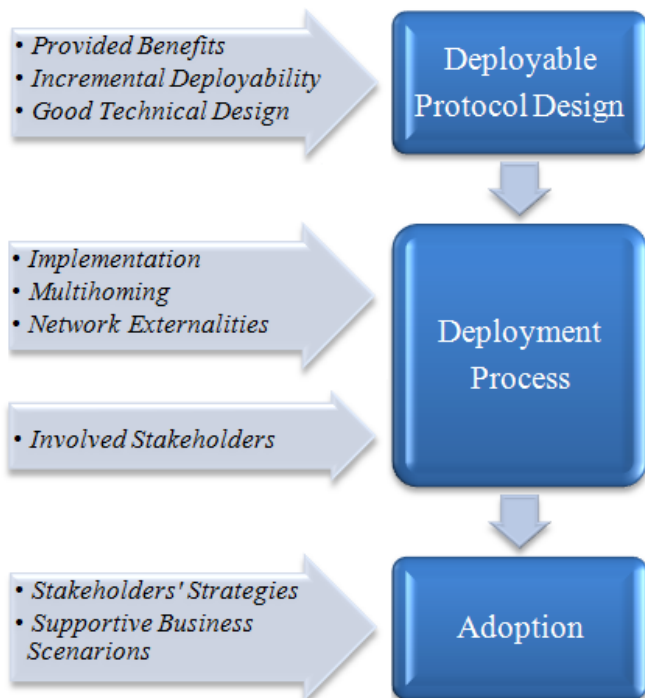 • Provided Benefits
• Incremental Deployability
• Good Technical Design
Deployable
Protocol Design
• Implementation
• Multihoming
• Network Externalities
• Involved Stakeholders
Deployment
Process
• Stakeholders' Strategies
• Supportive Business
Scenarions
Adoption